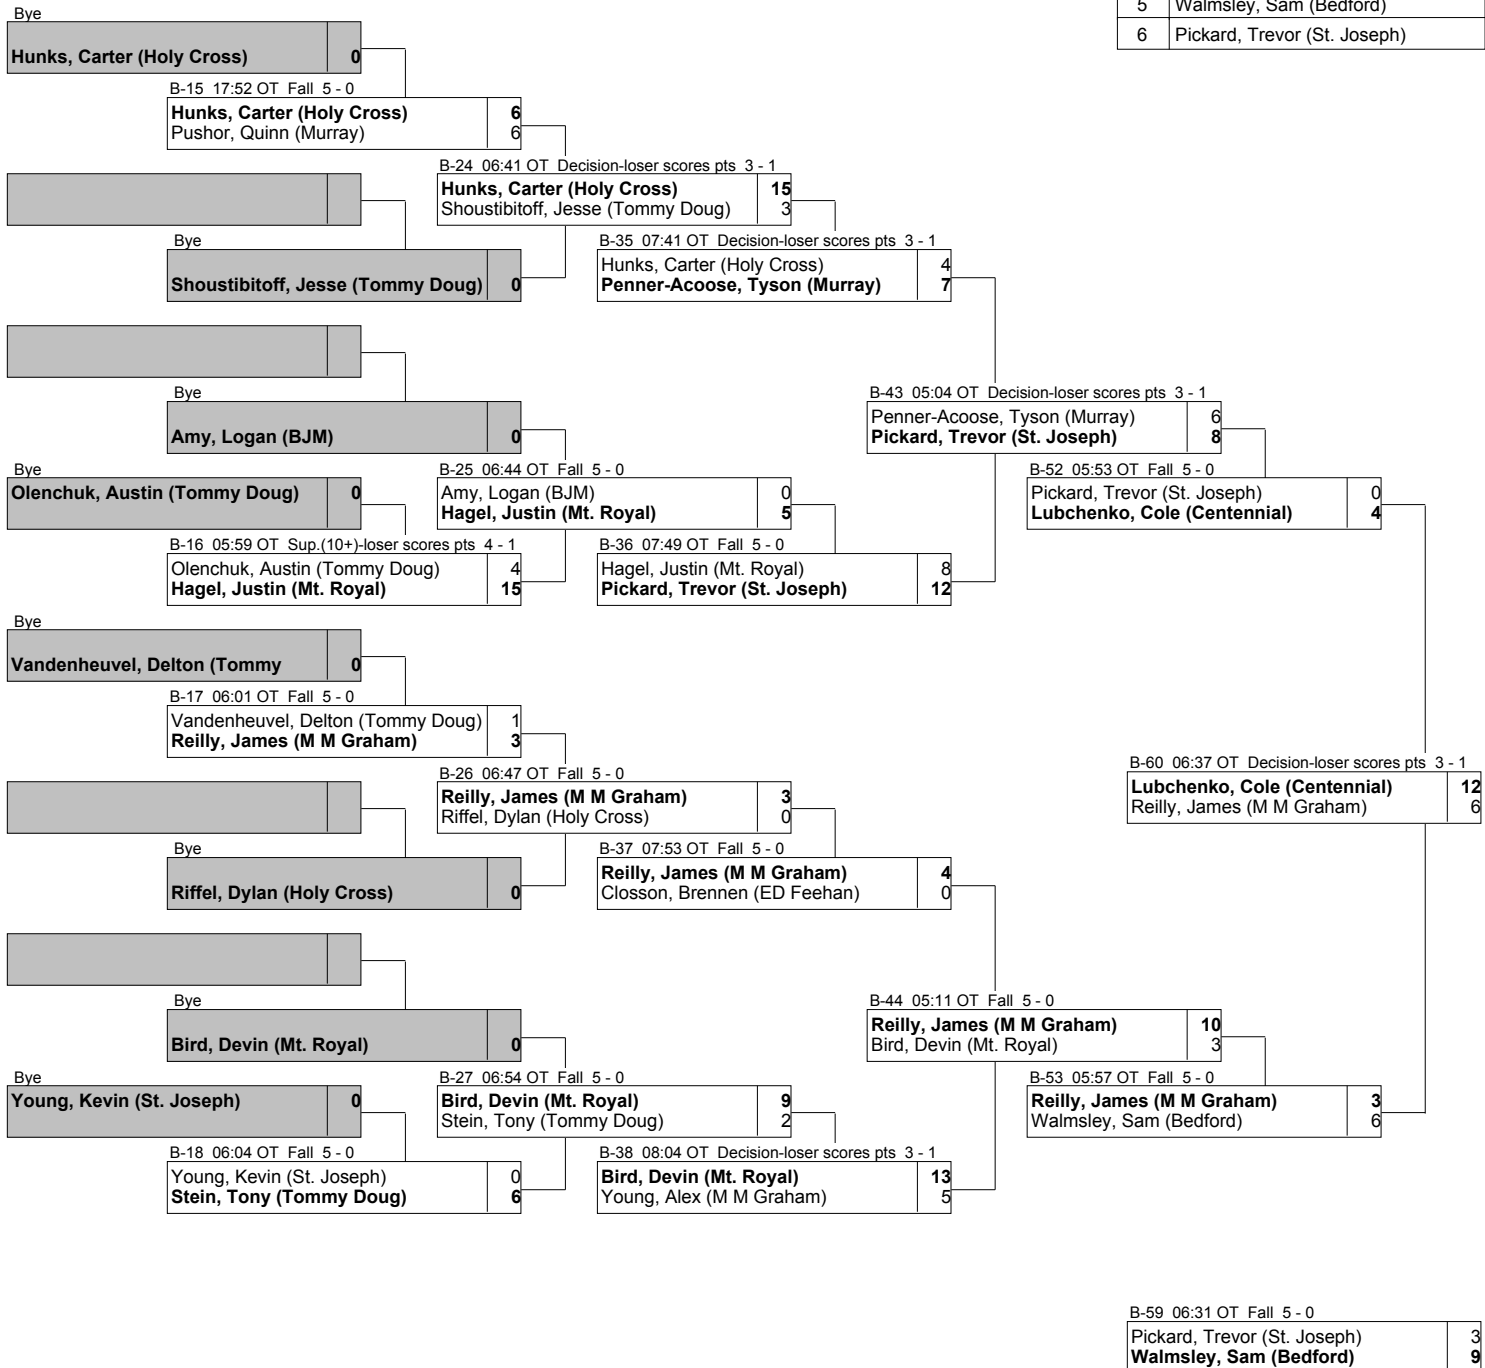 5 Walmsley, Sam (Bedford)
6 Pickard, Trevor (St. Joseph)
Bye
Hunks, Carter (Holy Cross) 0
B-15 17:52 OT Fall 5 - 0
Hunks, Carter (Holy Cross) 6
Pushor, Quinn (Murray) 6
B-24 06:41 OT Decision-loser scores pts 3 - 1
Hunks, Carter (Holy Cross) 15
Shoustibitoff, Jesse (Tommy Doug) 3
Bye
Shoustibitoff, Jesse (Tommy Doug) 0
B-35 07:41 OT Decision-loser scores pts 3 - 1
Hunks, Carter (Holy Cross) 4
Penner-Acoose, Tyson (Murray) 7
Bye
Amy, Logan (BJM) 0
B-43 05:04 OT Decision-loser scores pts 3 - 1
Penner-Acoose, Tyson (Murray) 6
Pickard, Trevor (St. Joseph) 8
Bye
Olenchuk, Austin (Tommy Doug) 0
B-25 06:44 OT Fall 5 - 0
Amy, Logan (BJM) 0
Hagel, Justin (Mt. Royal) 5
B-52 05:53 OT Fall 5 - 0
Pickard, Trevor (St. Joseph) 0
Lubchenko, Cole (Centennial) 4
B-16 05:59 OT Sup.(10+)-loser scores pts 4 - 1
Olenchuk, Austin (Tommy Doug) 4
Hagel, Justin (Mt. Royal) 15
B-36 07:49 OT Fall 5 - 0
Hagel, Justin (Mt. Royal) 8
Pickard, Trevor (St. Joseph) 12
Bye
Vandenheuvel, Delton (Tommy 0
B-17 06:01 OT Fall 5 - 0
Vandenheuvel, Delton (Tommy Doug) 1
Reilly, James (M M Graham) 3
B-26 06:47 OT Fall 5 - 0
Reilly, James (M M Graham) 3
Riffel, Dylan (Holy Cross) 0
B-60 06:37 OT Decision-loser scores pts 3 - 1
Lubchenko, Cole (Centennial) 12
Reilly, James (M M Graham) 6
Bye
Riffel, Dylan (Holy Cross) 0
B-37 07:53 OT Fall 5 - 0
Reilly, James (M M Graham) 4
Closson, Brennen (ED Feehan) 0
Bye
Bird, Devin (Mt. Royal) 0
B-44 05:11 OT Fall 5 - 0
Reilly, James (M M Graham) 10
Bird, Devin (Mt. Royal) 3
Bye
Young, Kevin (St. Joseph) 0
B-27 06:54 OT Fall 5 - 0
Bird, Devin (Mt. Royal) 9
Stein, Tony (Tommy Doug) 2
B-53 05:57 OT Fall 5 - 0
Reilly, James (M M Graham) 3
Walmsley, Sam (Bedford) 6
B-18 06:04 OT Fall 5 - 0
Young, Kevin (St. Joseph) 0
Stein, Tony (Tommy Doug) 6
B-38 08:04 OT Decision-loser scores pts 3 - 1
Bird, Devin (Mt. Royal) 13
Young, Alex (M M Graham) 5
B-59 06:31 OT Fall 5 - 0
Pickard, Trevor (St. Joseph) 3
Walmsley, Sam (Bedford) 9